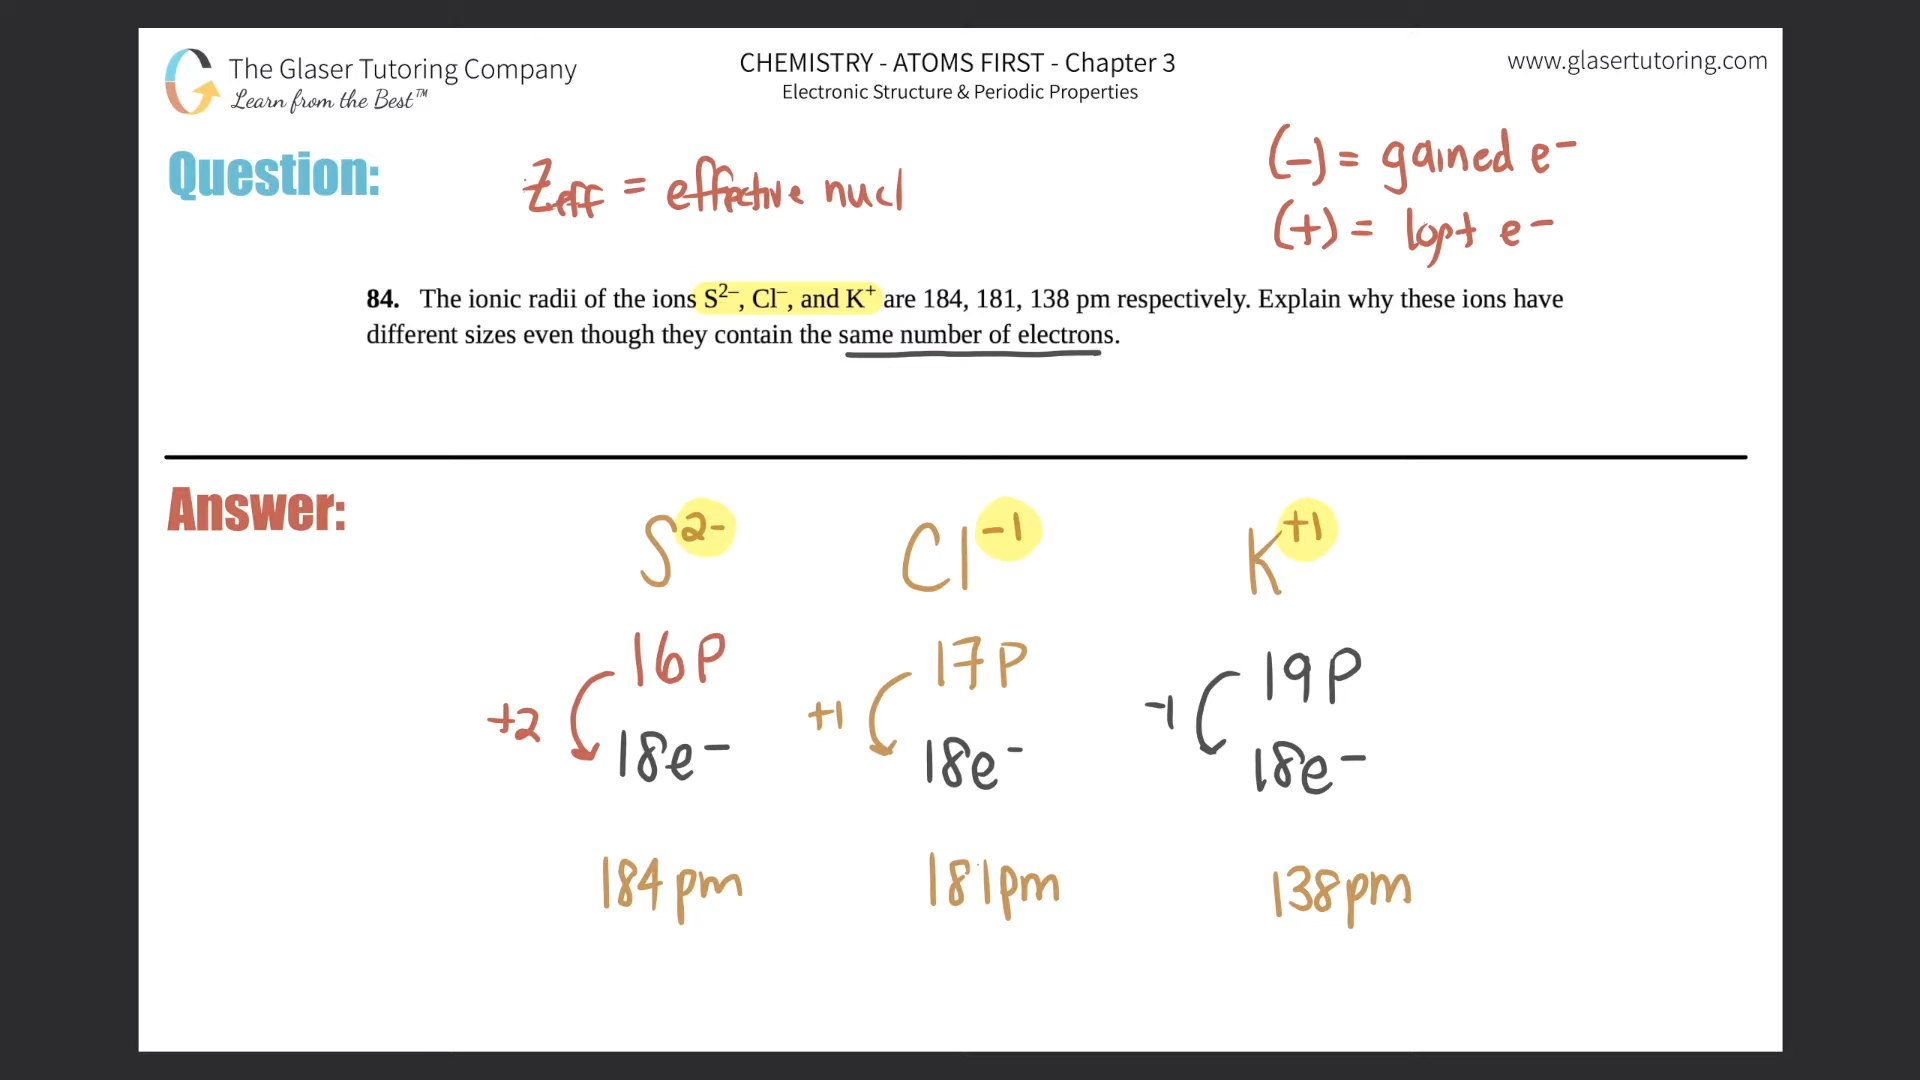 The Glaser Tutoring Company
Learn from the Best™
CHEMISTRY - ATOMS FIRST - Chapter 3
Electronic Structure & Periodic Properties
www.glasertutoring.com
Question:
Zeff = effective nucl
(-) = gained e-
(+) = lost e-
84. The ionic radii of the ions S²⁻, Cl⁻, and K⁺ are 184, 181, 138 pm respectively. Explain why these ions have
different sizes even though they contain the same number of electrons.
Answer:
S²⁻ Cl⁻¹ K⁺¹
16p 17p 19p
+2 +1 -1
18e- 18e- 18e-
184pm 181pm 138pm